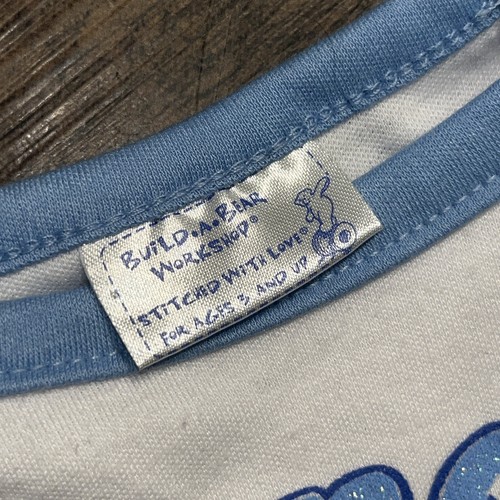 BUILD.A.BEAR
WORKSHOP®
STITCHED WITH LOVE®
FOR AGES 3 AND UP